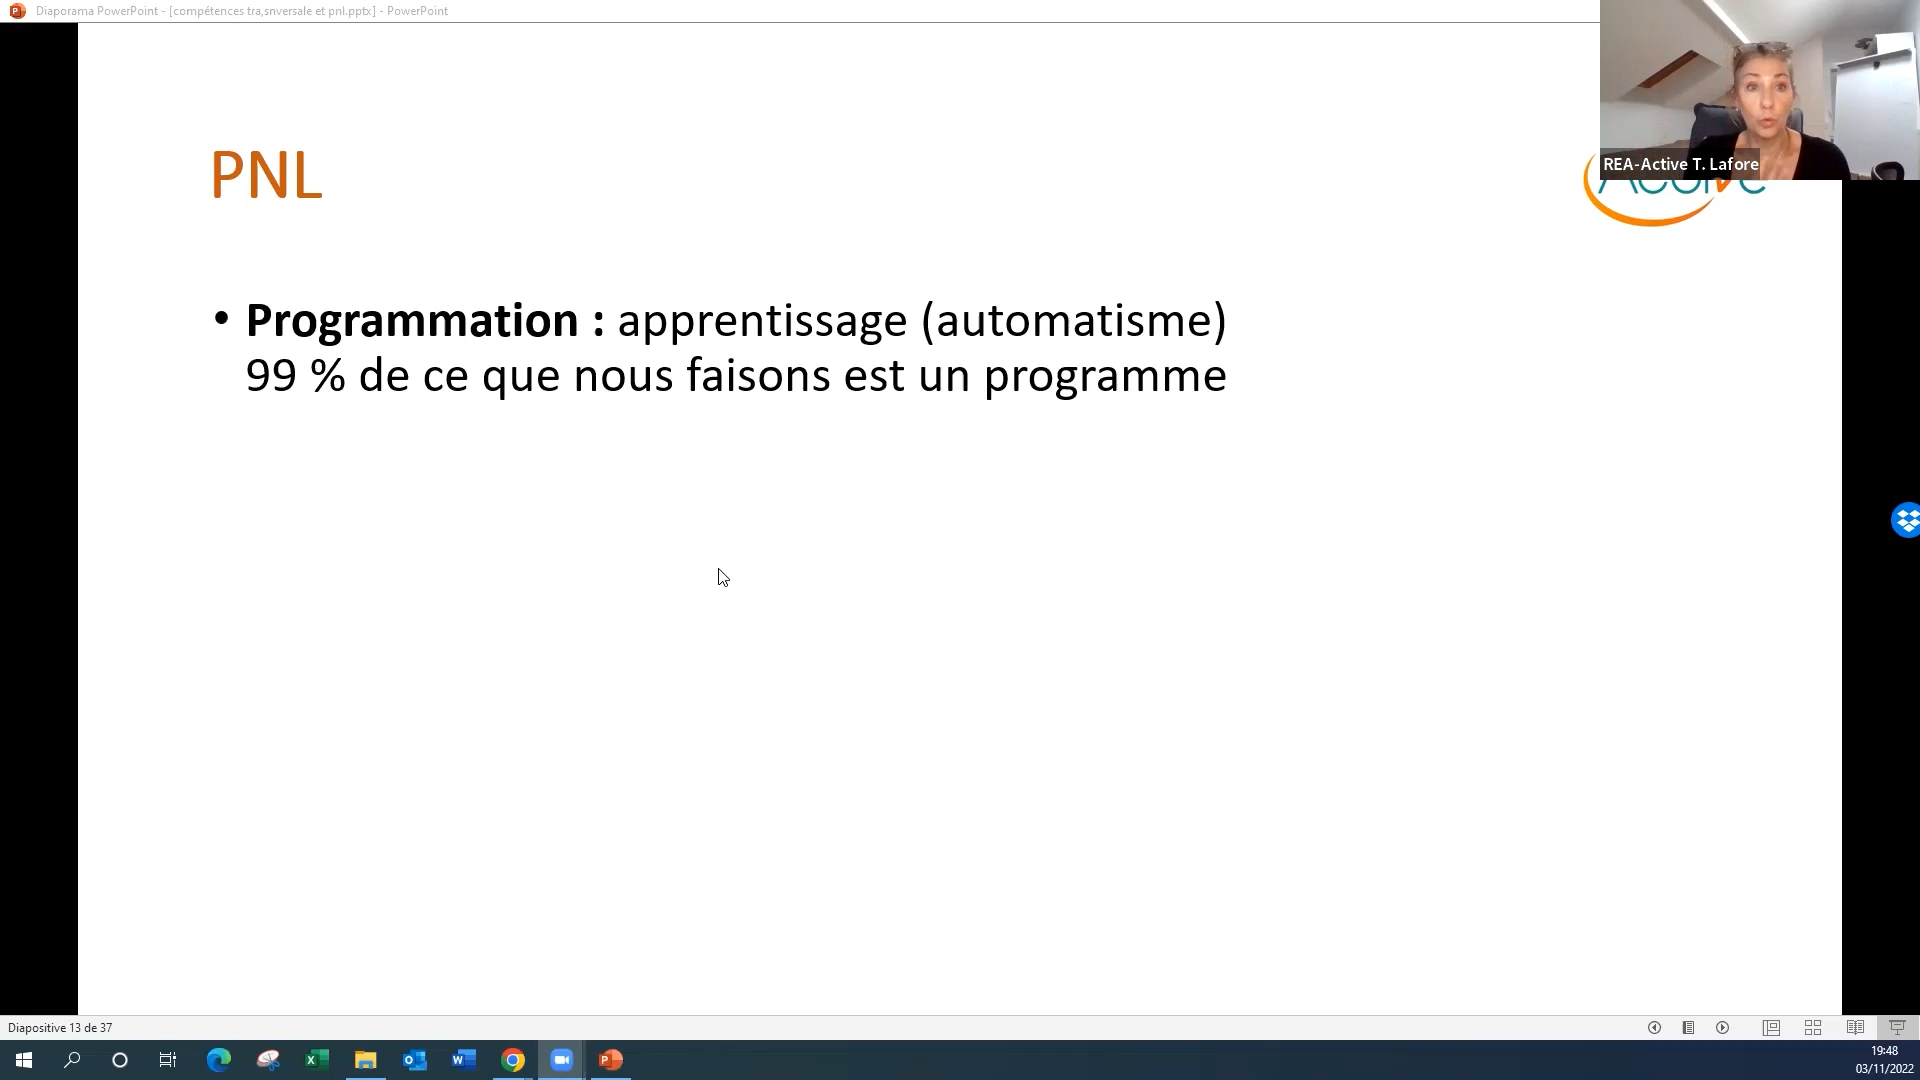 Diaporama PowerPoint - [compétences tra,snversale et pnl.pptx] - PowerPoint
REA-Active T. Lafore
PNL
• Programmation : apprentissage (automatisme)
99 % de ce que nous faisons est un programme
Diapositive 13 de 37
19:48
03/11/2022